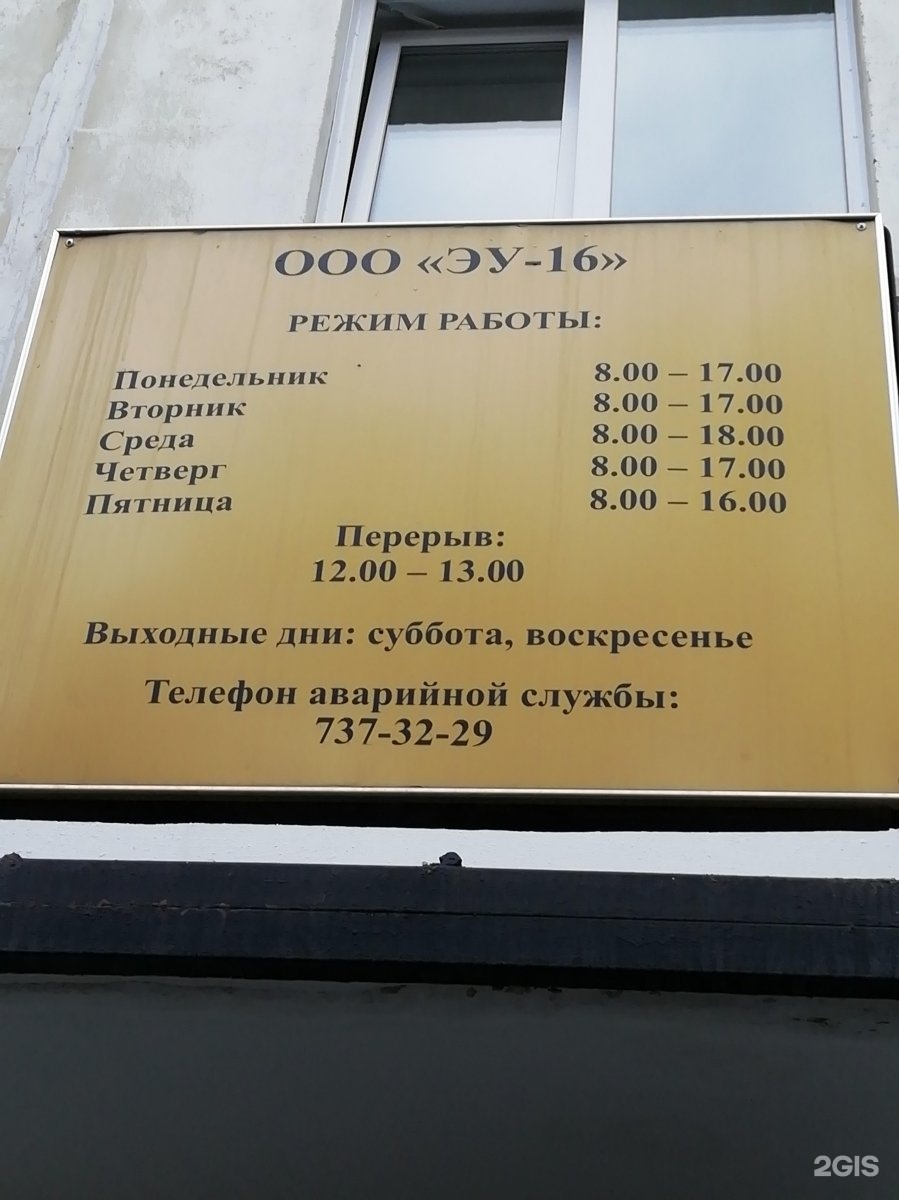 ООО «ЭУ-16»
РЕЖИМ РАБОТЫ:
Понедельник 8.00 – 17.00
Вторник 8.00 – 17.00
Среда 8.00 – 18.00
Четверг 8.00 – 17.00
Пятница 8.00 – 16.00
Перерыв:
12.00 – 13.00
Выходные дни: суббота, воскресенье
Телефон аварийной службы:
737-32-29
2GIS